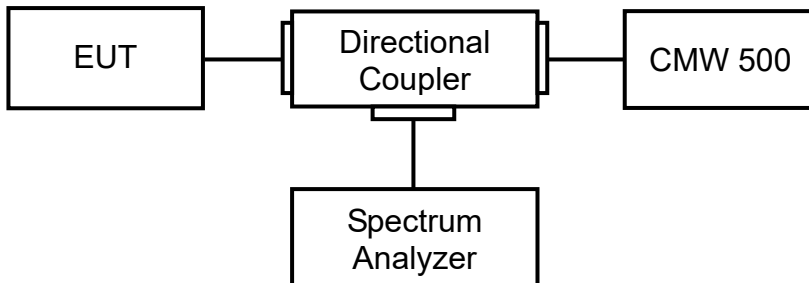 EUT
Directional
Coupler
CMW 500
Spectrum
Analyzer